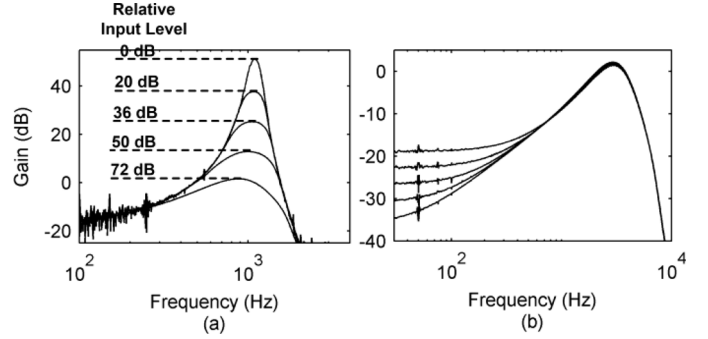 Relative
Input Level
0 dB
20 dB
36 dB
50 dB
72 dB
40
20
0
-20
Gain (dB)
10^2
10^3
Frequency (Hz)
(a)
0
-10
-20
-30
-40
10^2
10^4
Frequency (Hz)
(b)